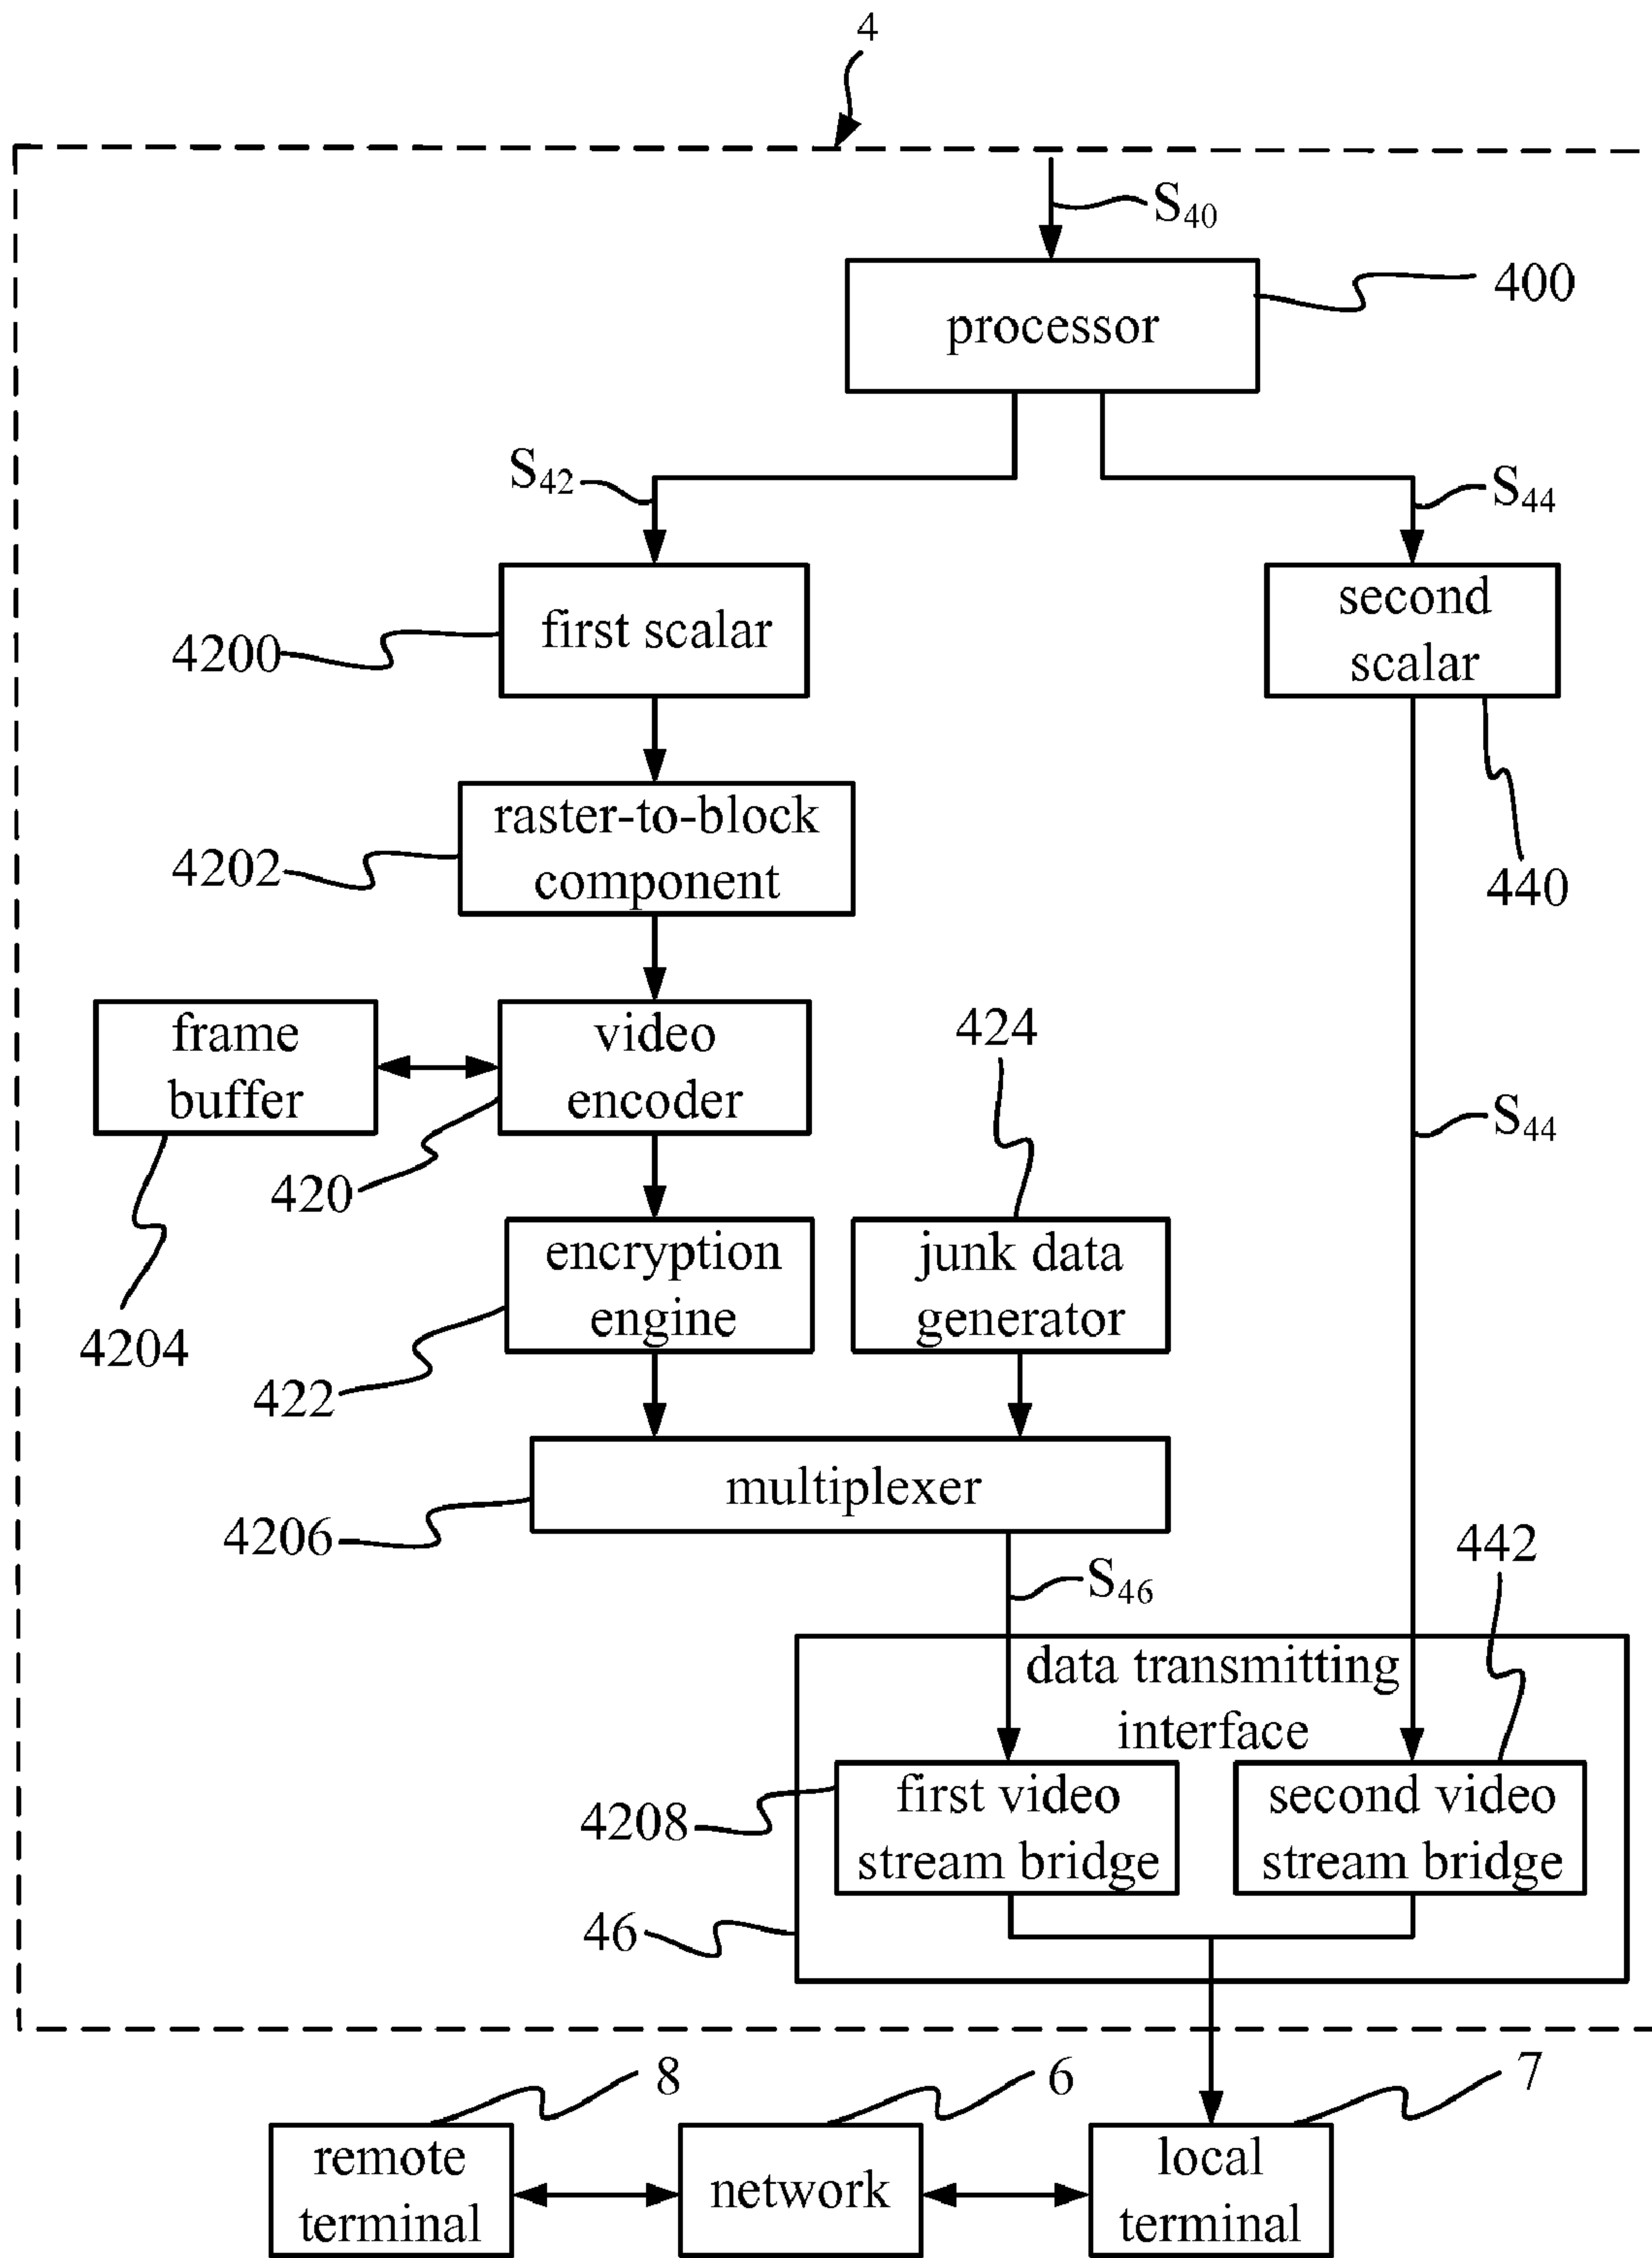 4
S40
400
processor
S42
S44
first scalar
second
scalar
4200
raster-to-block
component
4202
440
frame
buffer
video
encoder
424
S44
420
encryption
engine
junk data
generator
4204
422
multiplexer
4206
442
S46
data transmitting
interface
first video
stream bridge
second video
stream bridge
4208
46
8
6
7
remote
terminal
network
local
terminal